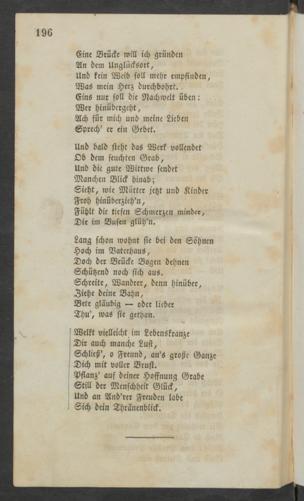 196
Eine Brücke will ich gründen
An dem Unglücksort,
Und kein Weib soll mehr empfinden,
Was mein Herz durchbohrt.
Eins nur soll die Nachwelt üben:
Wer hinübergeht,
Ach für mich und meine Lieben
Sprech' er ein Gebet.
Und bald steht das Werk vollendet
Ob dem feuchten Grab,
Und die gute Wittwe sendet
Manchen Blick hinab;
Sieht, wie Mütter jetzt und Kinder
Froh hinüberzieh'n,
Fühlt die tiefen Schmerzen minder,
Die im Busen glüh'n.
Lang schon wohnt sie bei den Söhnen
Hoch im Vaterhaus,
Doch der Brücke Bogen dehnen
Schützend noch sich aus.
Schreite, Wandrer, denn hinüber,
Ziehe deine Bahn,
Bete gläubig — oder lieber
Thu', was sie gethan.
Welkt vielleicht im Lebenskranze
Dir auch manche Lust,
Schließ', o Freund, an's große Ganze
Dich mit voller Brust.
Pflanz' auf deiner Hoffnung Grabe
Still der Menschheit Glück,
Und an And'rer Freuden labe
Sich dein Thränenblick.